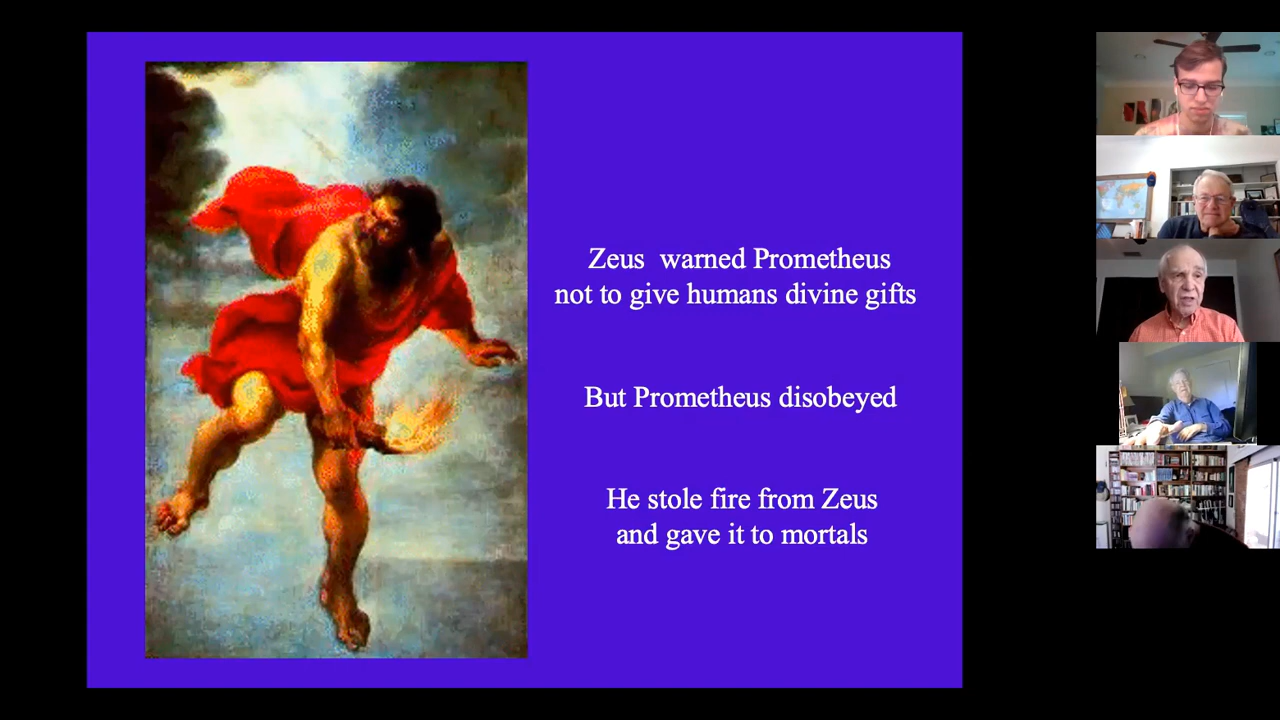 Zeus  warned Prometheus
not to give humans divine gifts
But Prometheus disobeyed
He stole fire from Zeus
and gave it to mortals